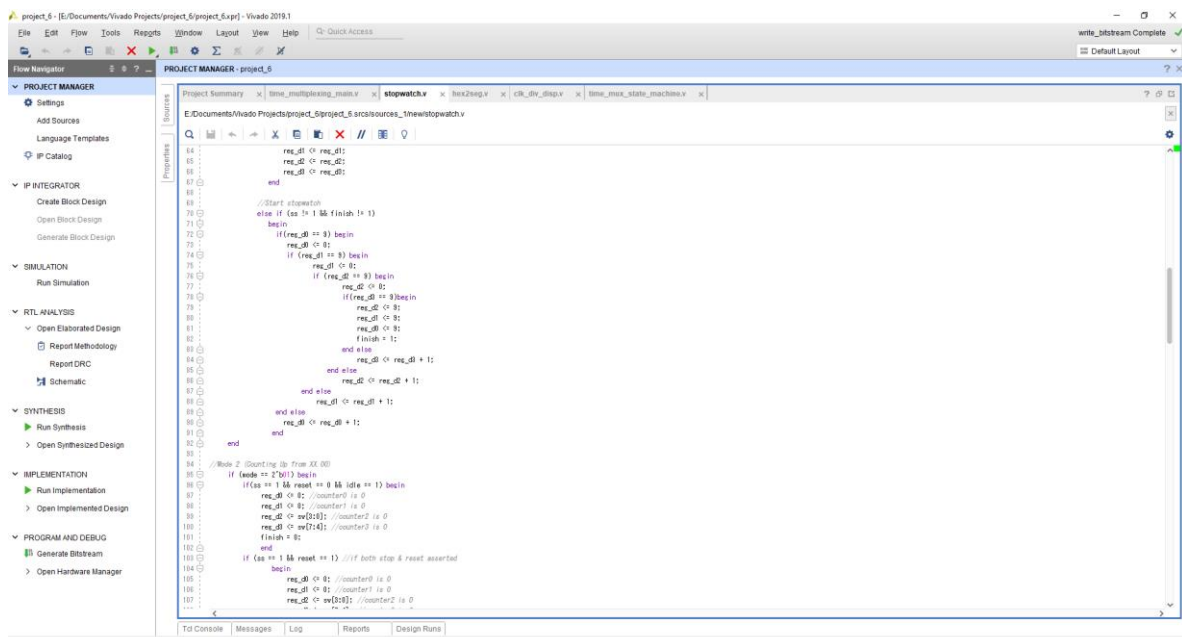 project_6 - [E:/Documents/Vivado Projects/project_6/project_6.xpr] - Vivado 2019.1
File Edit Flow Tools Reports Window Layout View Help Quick Access
write_bitstream Complete
Default Layout
Flow Navigator
PROJECT MANAGER - project_6
PROJECT MANAGER
Settings
Add Sources
Language Templates
IP Catalog
IP INTEGRATOR
Create Block Design
Open Block Design
Generate Block Design
SIMULATION
Run Simulation
RTL ANALYSIS
Open Elaborated Design
Report Methodology
Report DRC
Schematic
SYNTHESIS
Run Synthesis
Open Synthesized Design
IMPLEMENTATION
Run Implementation
Open Implemented Design
PROGRAM AND DEBUG
Generate Bitstream
Open Hardware Manager
Sources
Properties
Project Summary time_multiplexing_main.v stopwatch.v hex2seg.v clk_div_disp.v time_mux_state_machine.v
E:/Documents/Vivado Projects/project_6/project_6.srcs/sources_1/new/stopwatch.v
64 reg_d1 <= reg_d1;
65 reg_d2 <= reg_d2;
66 reg_d3 <= reg_d3;
67 end
68
69 //Start stopwatch
70 else if (ss != 1 && finish != 1)
71 begin
72 if(reg_d0 == 9) begin
73 reg_d0 <= 0;
74 if (reg_d1 == 9) begin
75 reg_d1 <= 0;
76 if (reg_d2 == 9) begin
77 reg_d2 <= 0;
78 if(reg_d3 == 9)begin
79 reg_d2 <= 9;
80 reg_d1 <= 9;
81 reg_d0 <= 9;
82 finish = 1;
83 end else
84 reg_d3 <= reg_d3 + 1;
85 end else
86 reg_d2 <= reg_d2 + 1;
87 end else
88 reg_d1 <= reg_d1 + 1;
89 end else
90 reg_d0 <= reg_d0 + 1;
91 end
92 end
93
94 //Mode 2 (Counting Up from XX.00)
95 if (mode == 2'b01) begin
96 if(ss == 1 && reset == 0 && idle == 1) begin
97 reg_d0 <= 0; //counter0 is 0
98 reg_d1 <= 0; //counter1 is 0
99 reg_d2 <= sw[3:0]; //counter2 is 0
100 reg_d3 <= sw[7:4]; //counter3 is 0
101 finish = 0;
102 end
103 if (ss == 1 && reset == 1) //if both stop & reset asserted
104 begin
105 reg_d0 <= 0; //counter0 is 0
106 reg_d1 <= 0; //counter1 is 0
107 reg_d2 <= sw[3:0]; //counter2 is 0
Tcl Console Messages Log Reports Design Runs